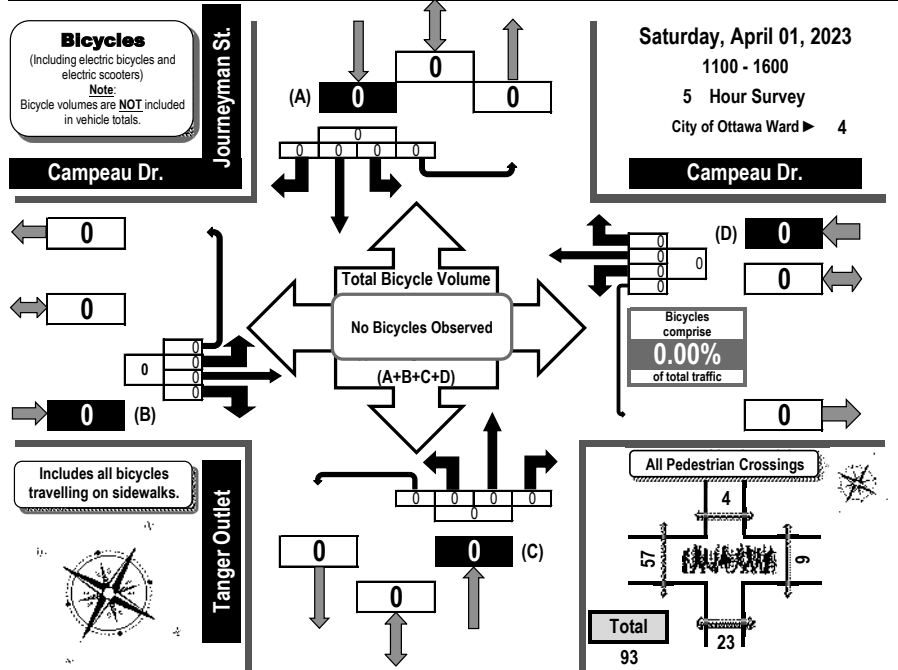 Bicycles
(Including electric bicycles and
electric scooters)
Note:
Bicycle volumes are NOT included
in vehicle totals.
Journeyman St.
Campeau Dr.
Saturday, April 01, 2023
1100 - 1600
5 Hour Survey
City of Ottawa Ward ► 4
Campeau Dr.
0
(A) 0
0
0
0 0 0 0
0
0
0
0
0
0
0
0
(B) 0
Total Bicycle Volume
No Bicycles Observed
(A+B+C+D)
(D) 0
0
0
0
0
0
0
Bicycles
comprise
0.00%
of total traffic
0
Includes all bicycles
travelling on sidewalks.
Tanger Outlet
0 0 0 0
0
0
0 (C)
0
All Pedestrian Crossings
4
57
9
23
Total
93